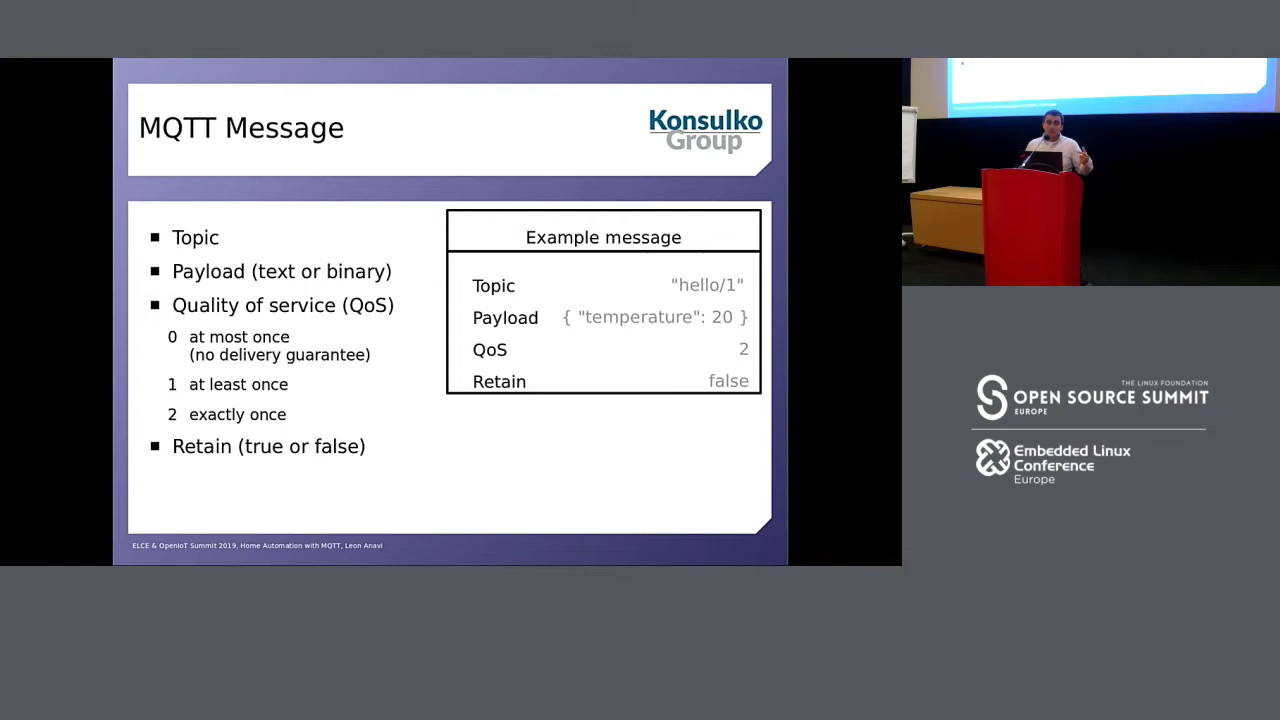 MQTT Message
Konsulko
Group
Topic
Payload (text or binary)
Quality of service (QoS)
0 at most once
(no delivery guarantee)
1 at least once
2 exactly once
Retain (true or false)
Example message
Topic "hello/1"
Payload { "temperature": 20 }
QoS 2
Retain false
ELCE & OpenIoT Summit 2019, Home Automation with MQTT, Leon Anavi
THE LINUX FOUNDATION
OPEN SOURCE SUMMIT
EUROPE
Embedded Linux
Conference
Europe